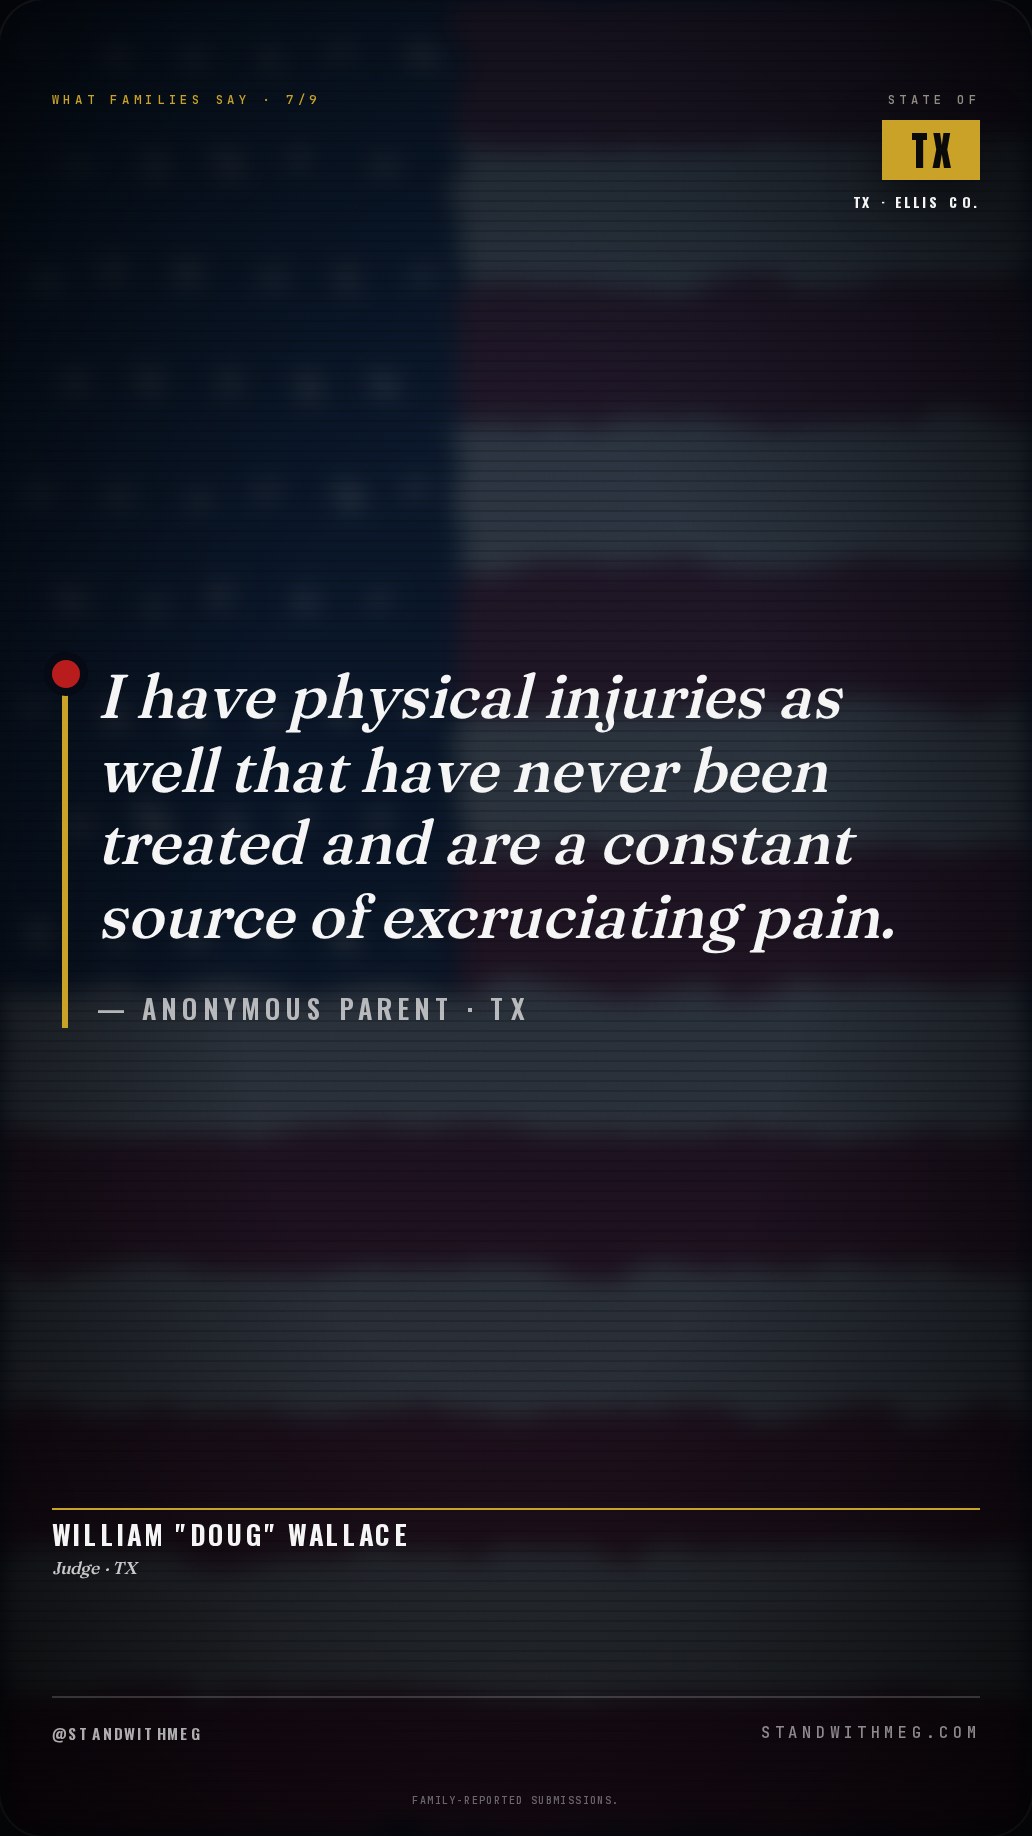 WHAT FAMILIES SAY · 7/9
STATE OF
TX
TX · ELLIS CO.
I have physical injuries as
well that have never been
treated and are a constant
source of excruciating pain.
— ANONYMOUS PARENT · TX
WILLIAM "DOUG" WALLACE
Judge · TX
@STANDWITHMEG
STANDWITHMEG.COM
FAMILY-REPORTED SUBMISSIONS.